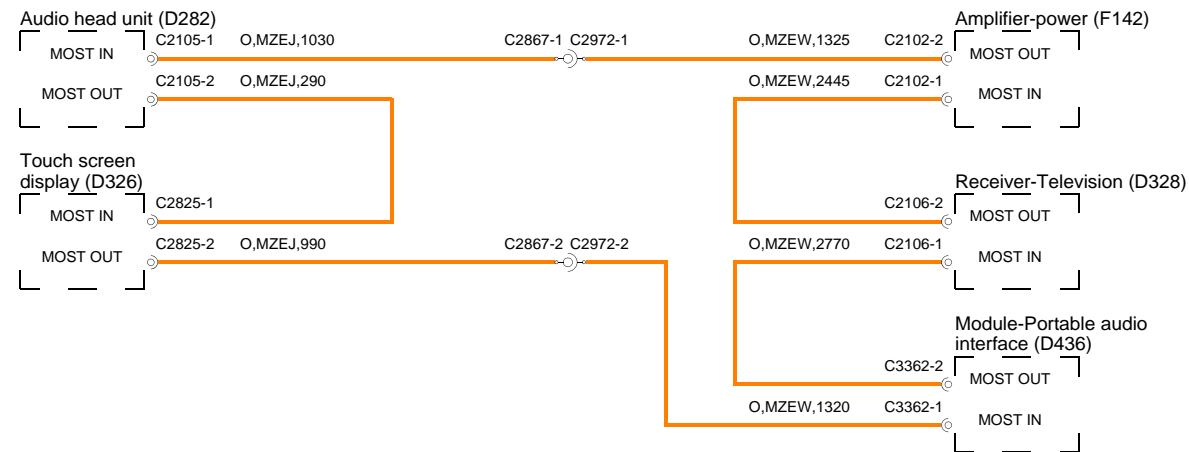 Audio head unit (D282)
MOST IN
C2105-1
O,MZEJ,1030
C2867-1 C2972-1
O,MZEW,1325
C2102-2
Amplifier-power (F142)
MOST OUT
MOST OUT
C2105-2
O,MZEJ,290
O,MZEW,2445
C2102-1
MOST IN
Touch screen
display (D326)
MOST IN
C2825-1
C2106-2
Receiver-Television (D328)
MOST OUT
MOST OUT
C2825-2
O,MZEJ,990
C2867-2 C2972-2
O,MZEW,2770
C2106-1
MOST IN
Module-Portable audio
interface (D436)
C3362-2
MOST OUT
O,MZEW,1320
C3362-1
MOST IN